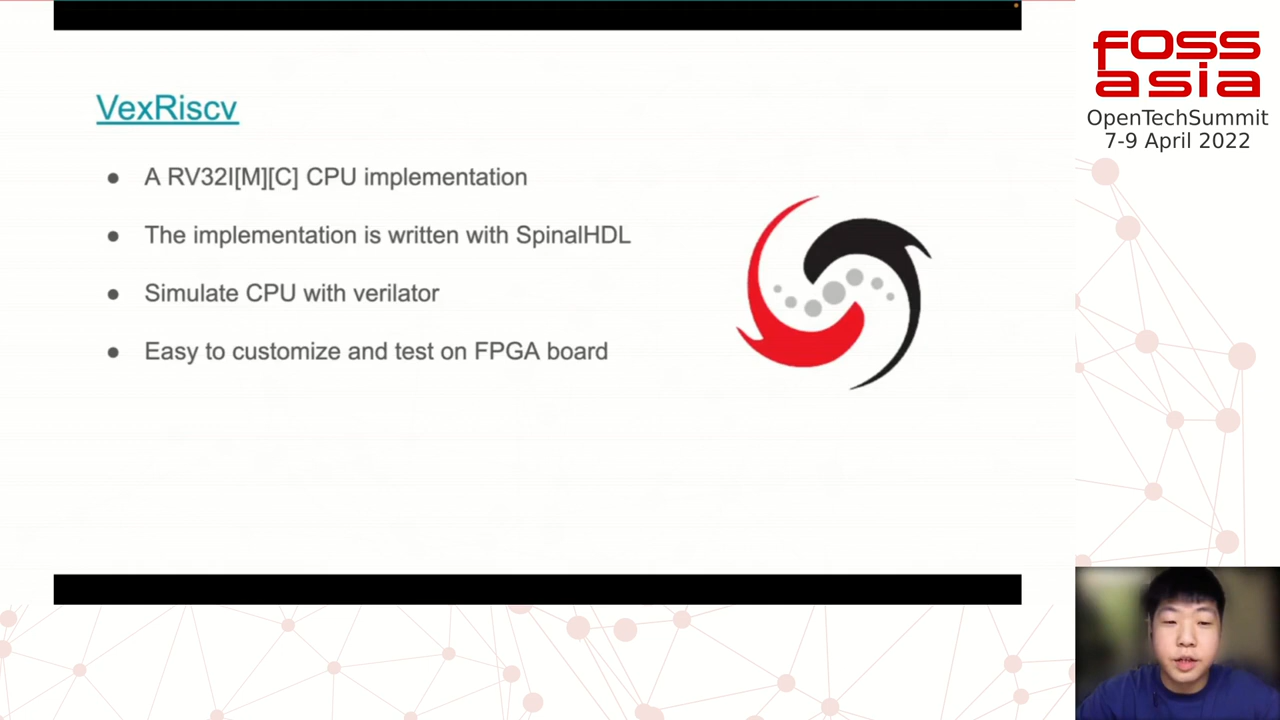 VexRiscv
● A RV32I[M][C] CPU implementation
● The implementation is written with SpinalHDL
● Simulate CPU with verilator
● Easy to customize and test on FPGA board
FOSS
asia
OpenTechSummit
7-9 April 2022